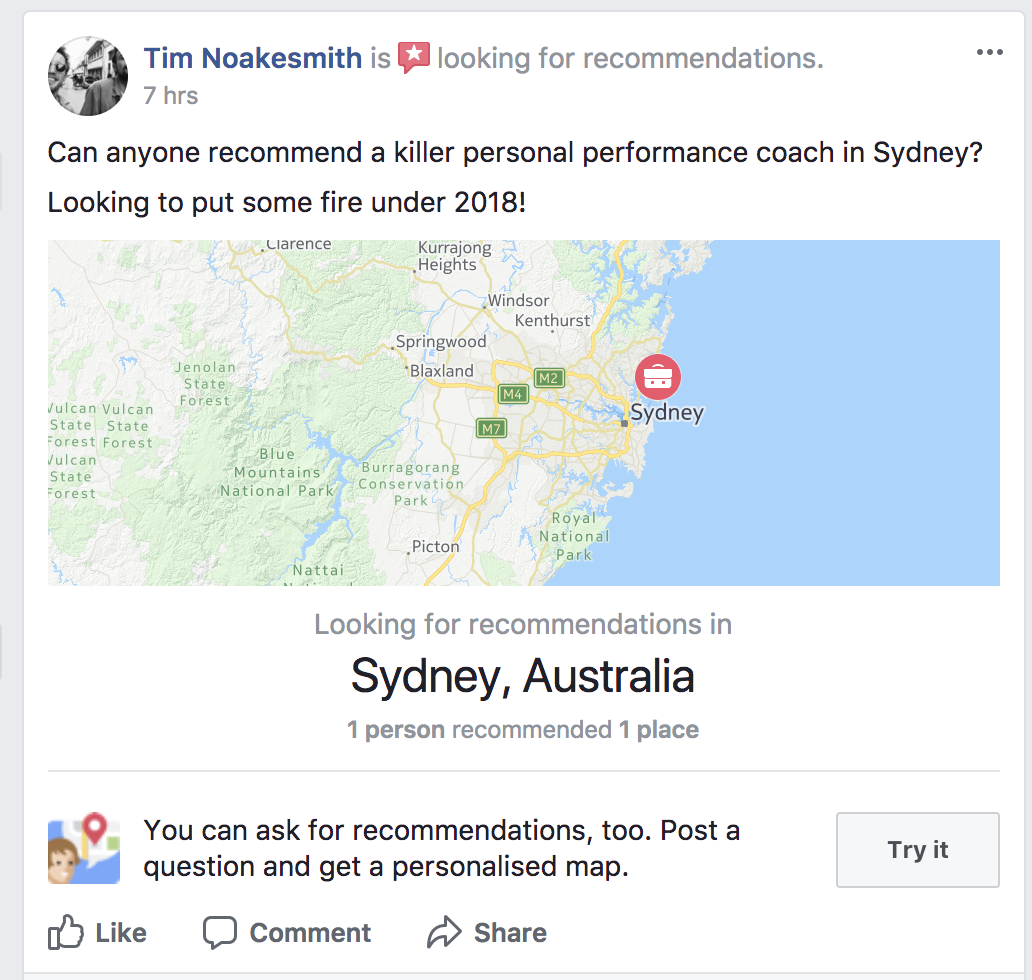 Tim Noakesmith is looking for recommendations.
7 hrs
Can anyone recommend a killer personal performance coach in Sydney?
Looking to put some fire under 2018!
Clarence
Kurrajong
Heights
Windsor
Kenthurst
Springwood
Blaxland
M2
M4
M7
Sydney
Jenolan
State
Forest
Vulcan
State
Forest
Vulcan
State
Forest
Vulcan
State
Forest
Blue
Mountains
National Park
Burragorang
Conservation
Park
Royal
National
Park
Picton
Nattai
Looking for recommendations in
Sydney, Australia
1 person recommended 1 place
You can ask for recommendations, too. Post a
question and get a personalised map.
Try it
Like
Comment
Share